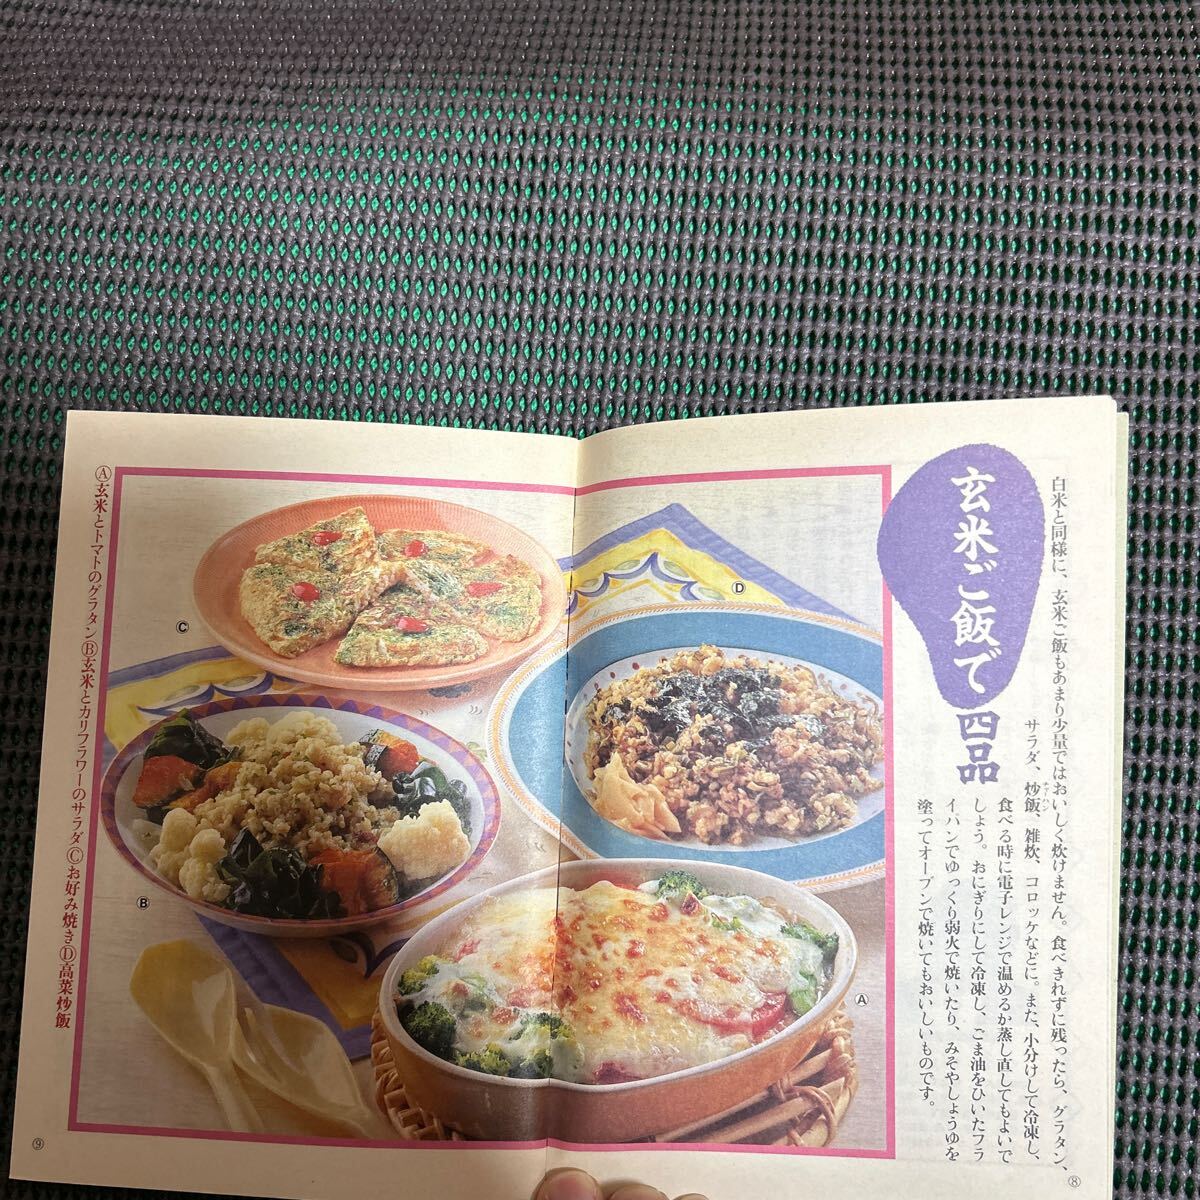 白米と同様に、玄米ご飯もあまり少量ではおいしく炊けません。食べきれずに残ったら、グラタン、
サラダ、炒飯、雑炊、コロッケなどに。また、小分けして冷凍し、
チャーハン
食べる時に電子レンジで温めるか蒸し直してもよいで
しょう。おにぎりにして冷凍し、ごま油をひいたフラ
イパンでゆっくり弱火で焼いたり、みそやしょうゆを
塗ってオーブンで焼いてもおいしいものです。
玄米ご飯で四品
Ⓓ
Ⓒ
Ⓑ
Ⓐ
Ⓐ玄米とトマトのグラタンⒷ玄米とカリフラワーのサラダⒸお好み焼きⒹ高菜炒飯
⑧
⑨